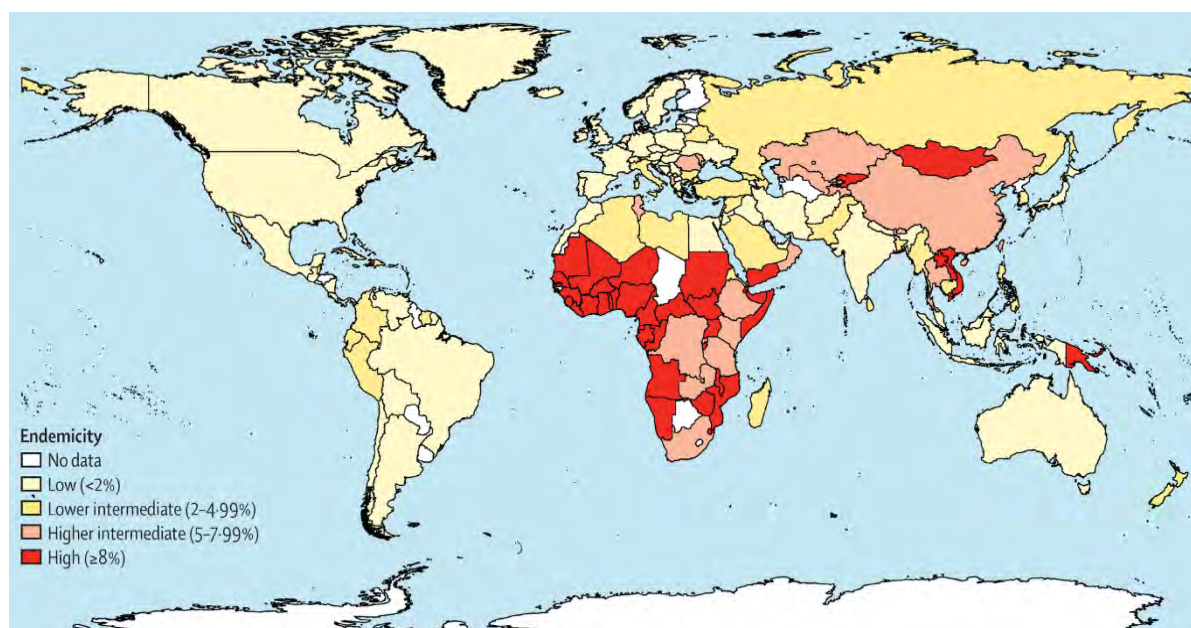 Endemicity
No data
Low (<2%)
Lower intermediate (2–4·99%)
Higher intermediate (5–7·99%)
High (≥8%)